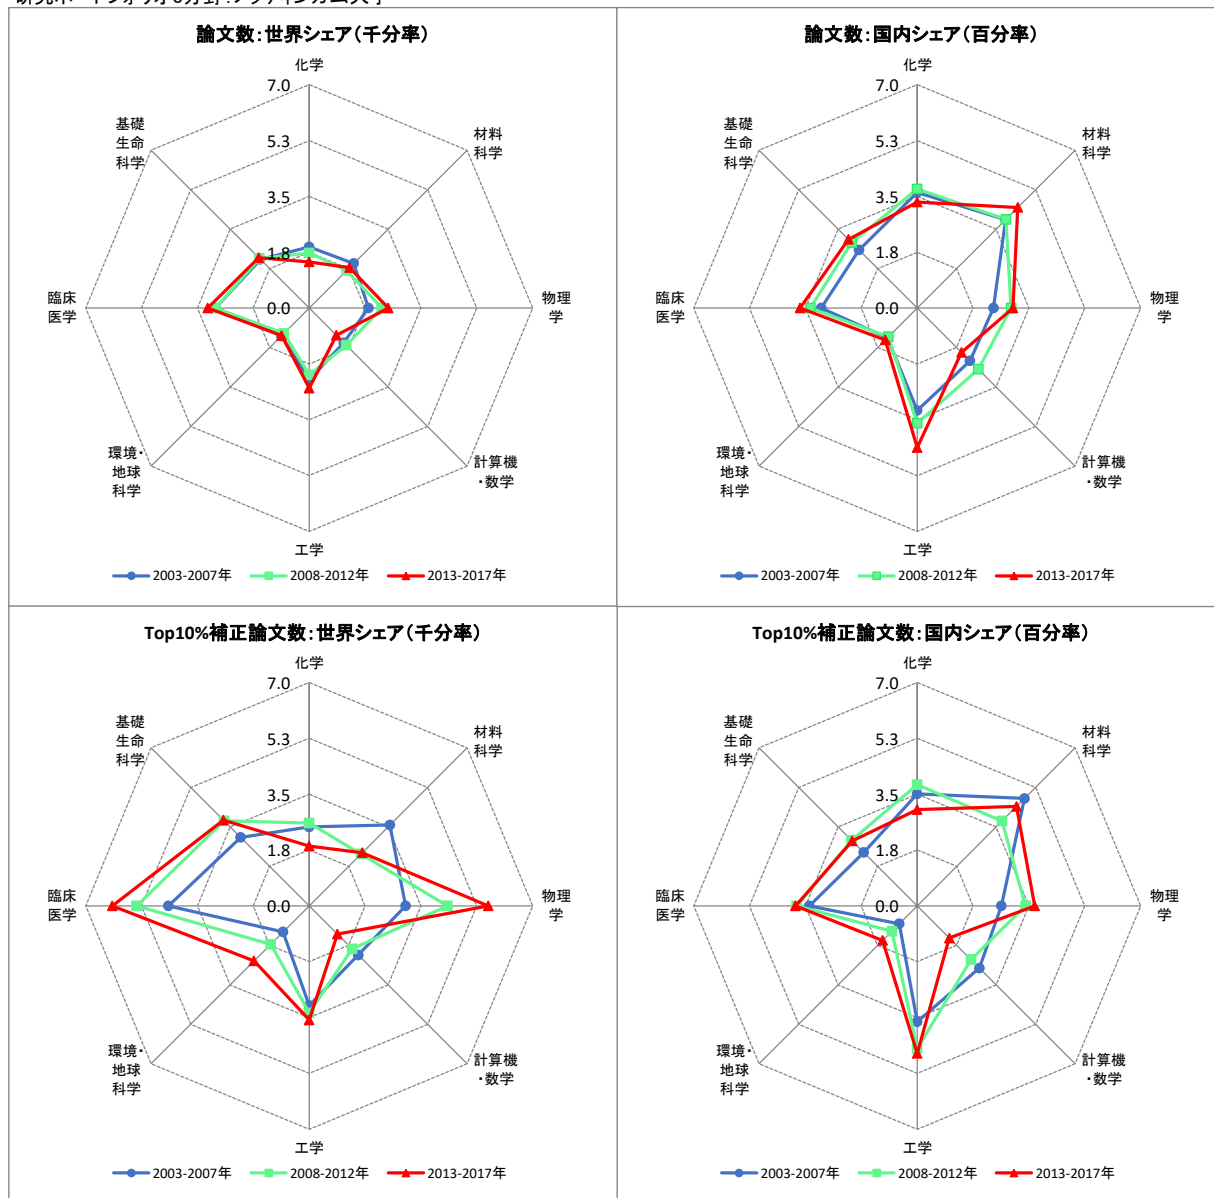 論文数：世界シェア（千分率）
化学
7.0
5.3
3.5
1.8
0.0
材料
科学
物理
学
計算機
・数学
工学
環境・
地球
科学
臨床
医学
基礎
生命
科学
2003-2007年
2008-2012年
2013-2017年
論文数：国内シェア（百分率）
化学
7.0
5.3
3.5
1.8
0.0
材料
科学
物理
学
計算機
・数学
工学
環境・
地球
科学
臨床
医学
基礎
生命
科学
2003-2007年
2008-2012年
2013-2017年
Top10%補正論文数：世界シェア（千分率）
化学
7.0
5.3
3.5
1.8
0.0
材料
科学
物理
学
計算機
・数学
工学
環境・
地球
科学
臨床
医学
基礎
生命
科学
2003-2007年
2008-2012年
2013-2017年
Top10%補正論文数：国内シェア（百分率）
化学
7.0
5.3
3.5
1.8
0.0
材料
科学
物理
学
計算機
・数学
工学
環境・
地球
科学
臨床
医学
基礎
生命
科学
2003-2007年
2008-2012年
2013-2017年